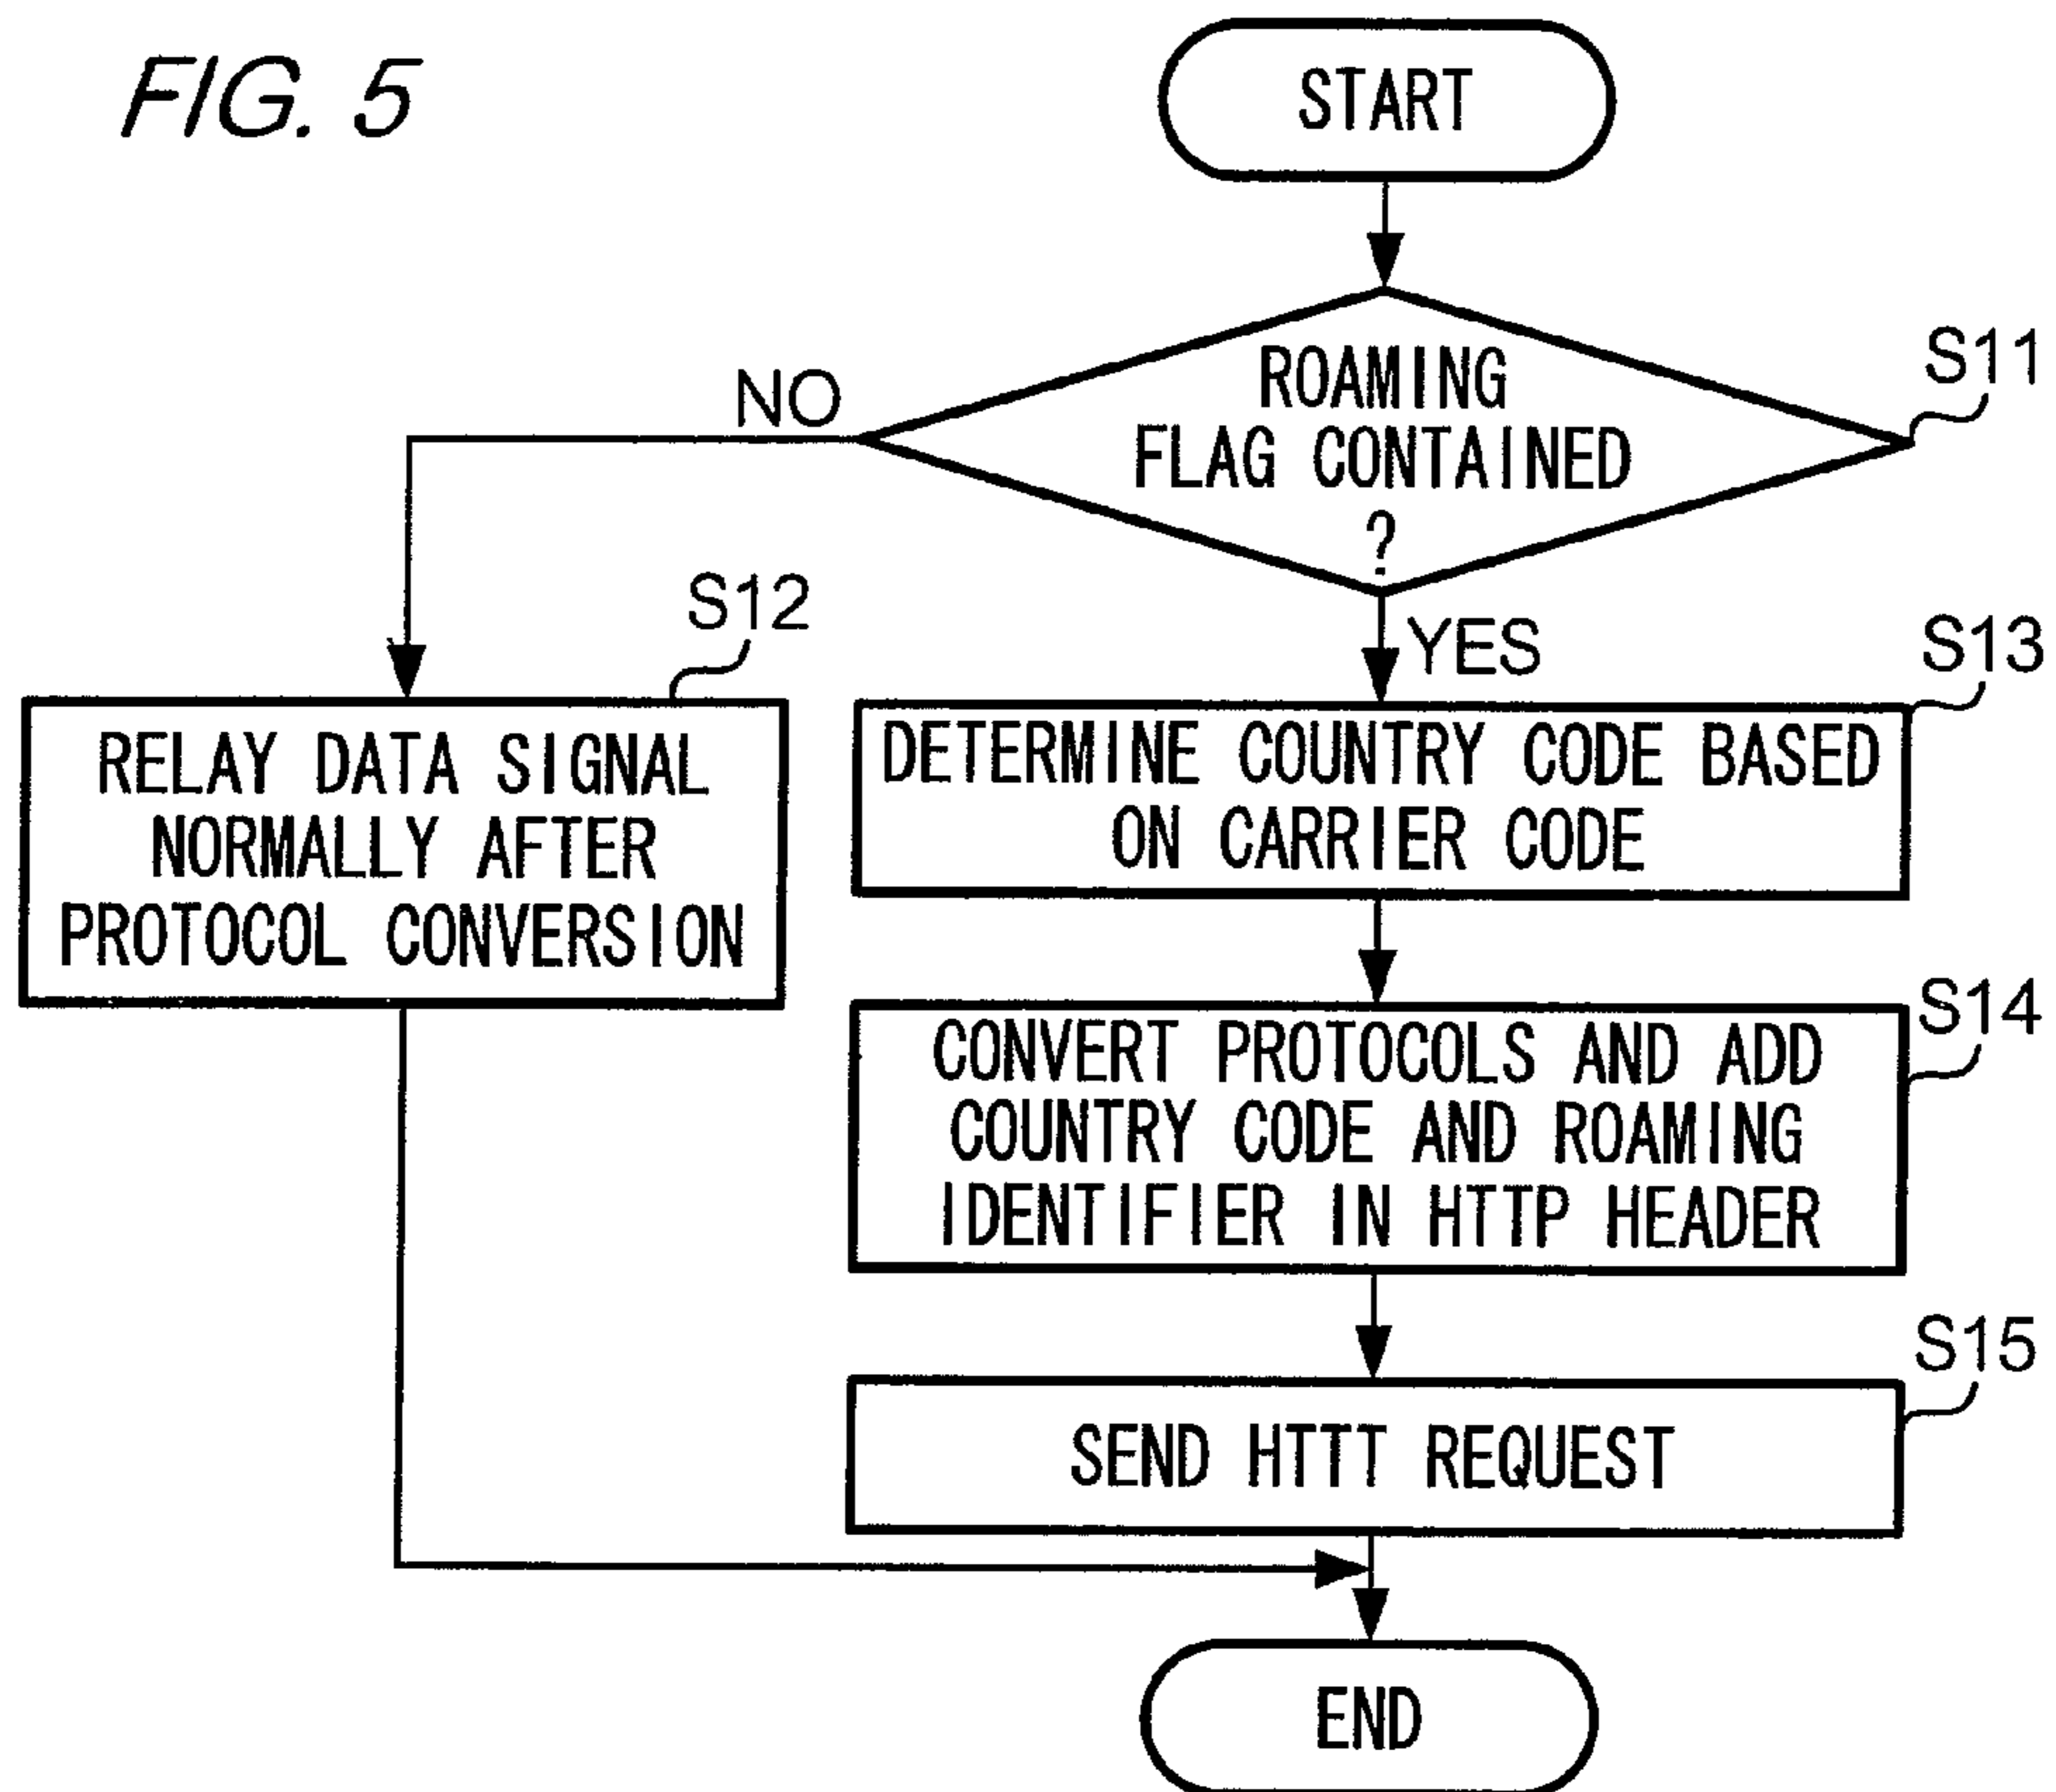 FIG. 5
START
ROAMING
FLAG CONTAINED
?
S11
NO
YES
S12
RELAY DATA SIGNAL
NORMALLY AFTER
PROTOCOL CONVERSION
S13
DETERMINE COUNTRY CODE BASED
ON CARRIER CODE
S14
CONVERT PROTOCOLS AND ADD
COUNTRY CODE AND ROAMING
IDENTIFIER IN HTTP HEADER
S15
SEND HTTT REQUEST
END